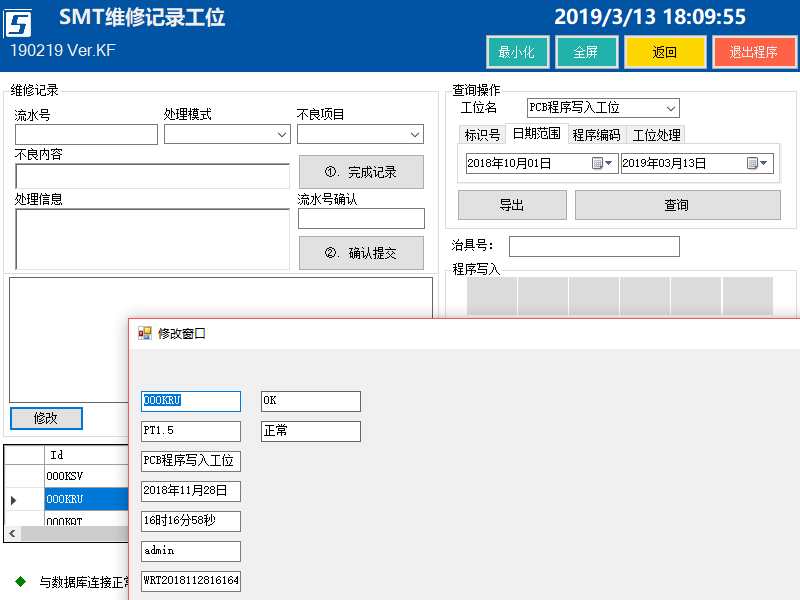 SMT维修记录工位
2019/3/13 18:09:55
190219 Ver.KF
最小化 全屏 返回 退出程序
维修记录
流水号 处理模式 不良项目
不良内容
①. 完成记录
处理信息
流水号确认
②. 确认提交
查询操作
工位名 PCB程序写入工位
标识号 日期范围 程序编码 工位处理
2018年10月01日 2019年03月13日
导出 查询
治具号:
程序写入
修改
Id
000KSV
000KRU
000KAT
与数据库连接正常
修改窗口
000KRU OK
PT1.5 正常
PCB程序写入工位
2018年11月28日
16时16分58秒
admin
WRT2018112816164